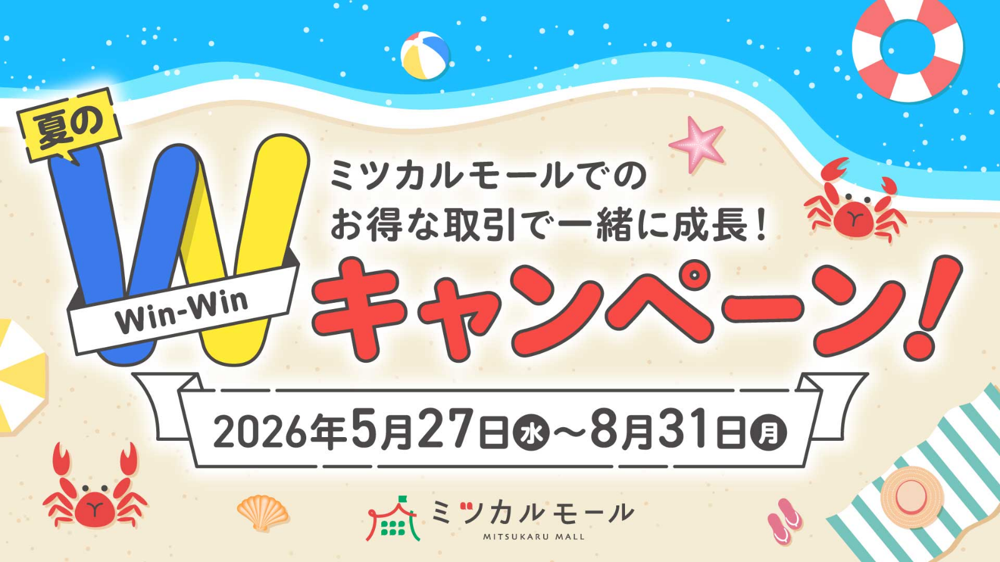 夏の
W
Win-Win
ミツカルモールでの
お得な取引で一緒に成長！
キャンペーン！
2026年5月27日水～8月31日月
ミツカルモール
MITSUKARU MALL